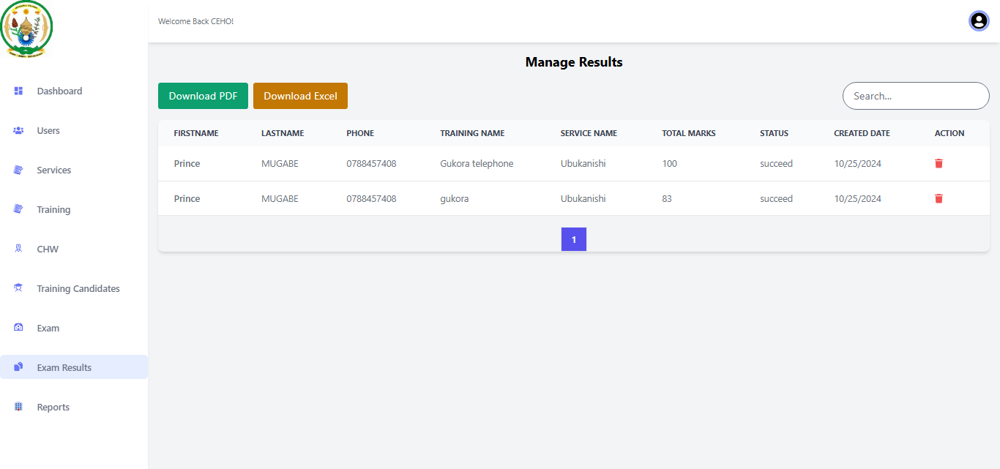 Welcome Back CEHO!
Manage Results
Download PDF Download Excel Search...
FIRSTNAME LASTNAME PHONE TRAINING NAME SERVICE NAME TOTAL MARKS STATUS CREATED DATE ACTION
Prince MUGABE 0788457408 Gukora telephone Ubukanishi 100 succeed 10/25/2024
Prince MUGABE 0788457408 gukora Ubukanishi 83 succeed 10/25/2024
1
Dashboard
Users
Services
Training
CHW
Training Candidates
Exam
Exam Results
Reports